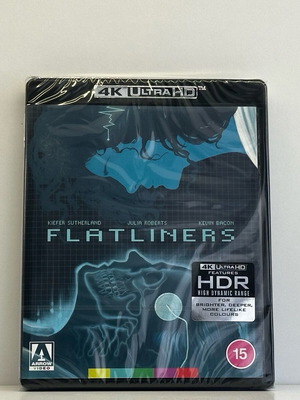 4K ULTRA HD™
KIEFER SUTHERLAND JULIA ROBERTS KEVIN BACON
FLATLINERS
4K ULTRA HD
FEATURES
HDR
HIGH DYNAMIC RANGE
FOR
BRIGHTER, DEEPER,
MORE LIFELIKE
COLOURS
15
ARROW
VIDEO